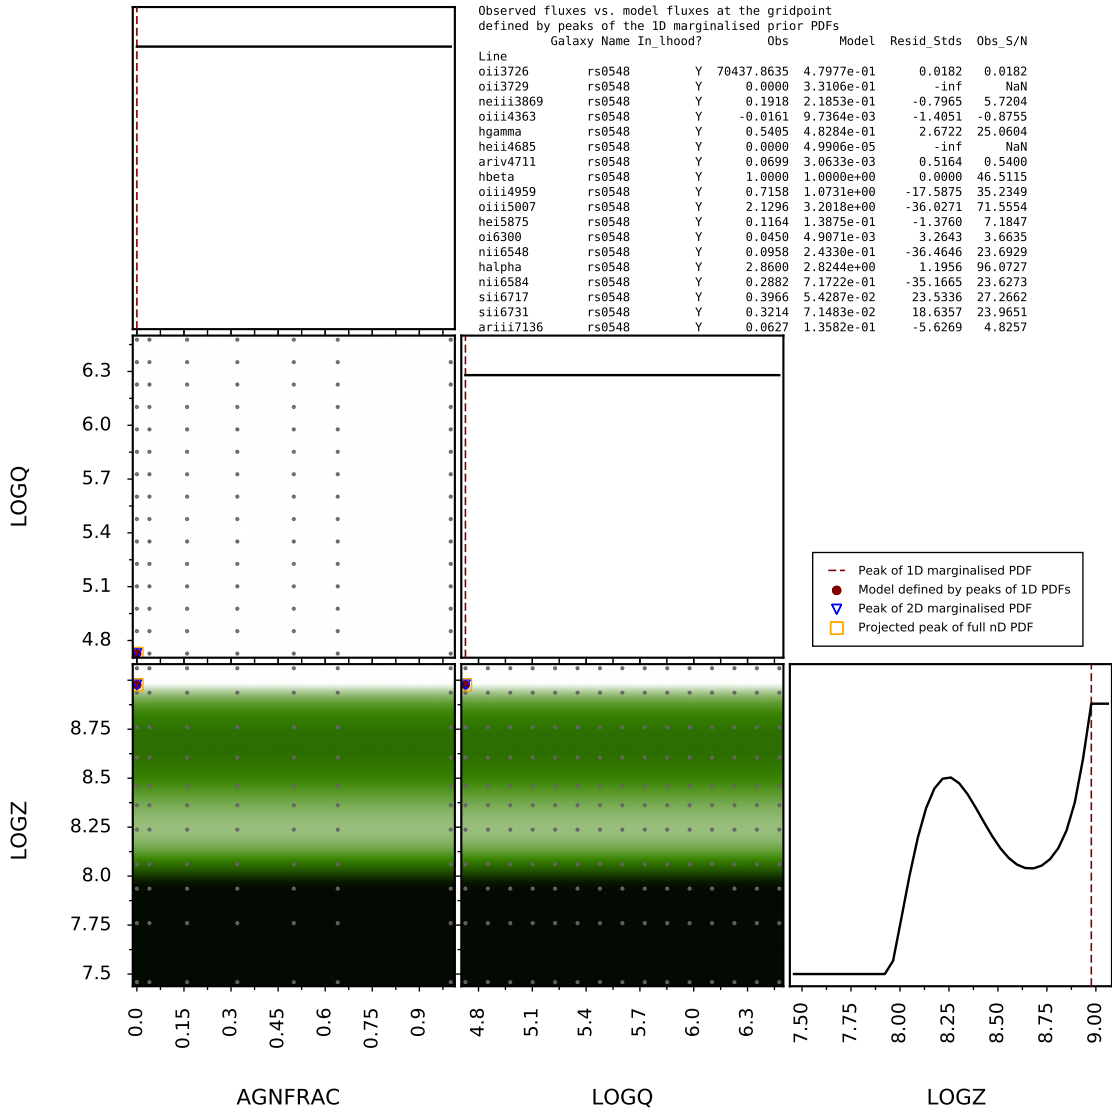 Observed fluxes vs. model fluxes at the gridpoint
defined by peaks of the 1D marginalised prior PDFs
Galaxy Name In_lhood? Obs Model Resid_Stds Obs_S/N
Line
oii3726 rs0548 Y 70437.8635 4.7977e-01 0.0182 0.0182
oii3729 rs0548 Y 0.0000 3.3106e-01 -inf NaN
neiii3869 rs0548 Y 0.1918 2.1853e-01 -0.7965 5.7204
oiii4363 rs0548 Y -0.0161 9.7364e-03 -1.4051 -0.8755
hgamma rs0548 Y 0.5405 4.8284e-01 2.6722 25.0604
heii4685 rs0548 Y 0.0000 4.9906e-05 -inf NaN
ariv4711 rs0548 Y 0.0699 3.0633e-03 0.5164 0.5400
hbeta rs0548 Y 1.0000 1.0000e+00 0.0000 46.5115
oiii4959 rs0548 Y 0.7158 1.0731e+00 -17.5875 35.2349
oiii5007 rs0548 Y 2.1296 3.2018e+00 -36.0271 71.5554
hei5875 rs0548 Y 0.1164 1.3875e-01 -1.3760 7.1847
oi6300 rs0548 Y 0.0450 4.9071e-03 3.2643 3.6635
nii6548 rs0548 Y 0.0958 2.4330e-01 -36.4646 23.6929
halpha rs0548 Y 2.8600 2.8244e+00 1.1956 96.0727
nii6584 rs0548 Y 0.2882 7.1722e-01 -35.1665 23.6273
sii6717 rs0548 Y 0.3966 5.4287e-02 23.5336 27.2662
sii6731 rs0548 Y 0.3214 7.1483e-02 18.6357 23.9651
ariii7136 rs0548 Y 0.0627 1.3582e-01 -5.6269 4.8257
6.3
6.0
5.7
5.4
5.1
4.8
LOGQ
Peak of 1D marginalised PDF
Model defined by peaks of 1D PDFs
Peak of 2D marginalised PDF
Projected peak of full nD PDF
8.75
8.5
8.25
8.0
7.75
7.5
LOGZ
0.0 0.15 0.3 0.45 0.6 0.75 0.9
4.8 5.1 5.4 5.7 6.0 6.3
7.50 7.75 8.00 8.25 8.50 8.75 9.00
AGNFRAC LOGQ LOGZ